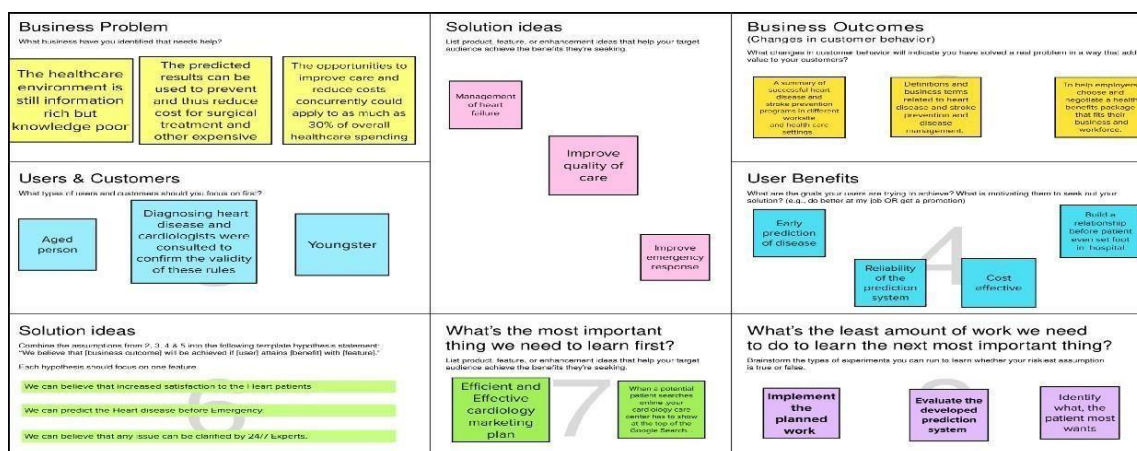 Business Problem
What business have you identified that needs help?
The healthcare
environment is
still information
rich but
knowledge poor
The predicted
results can be
used to prevent
and thus reduce
cost for surgical
treatment and
other expensive
The opportunities to
improve care and
reduce costs
concurrently could
apply to as much as
30% of overall
healthcare spending
Solution ideas
List product, feature, or enhancement ideas that help your target
audience achieve the benefits they're seeking.
Management
of heart
failure
Improve
quality of
care
Improve
emergency
response
Business Outcomes
(Changes in customer behavior)
What changes in customer behavior will indicate you have solved a real problem in a way that adds
value to your customers?
A summary of
successful heart
disease and
stroke prevention
programs in different
worksite
and health care
settings
Definitions and
business terms
related to heart
disease and stroke
prevention and
disease
management.
To help employers
choose and
negotiate a health
benefits package
that fits their
business and
workforce.
Users & Customers
What types of users and customers should you focus on first?
Aged
person
Diagnosing heart
disease and
cardiologists were
consulted to
confirm the validity
of these rules
Youngster
User Benefits
What are the goals your users are trying to achieve? What is motivating them to seek out your
solution? (e.g., do better at my job OR get a promotion)
Early
prediction
of disease
Reliability
of the
prediction
system
Cost
effective
Build a
relationship
before patient
even set foot
in hospital
4
Solution ideas
Combine the assumptions from 2, 3, 4 & 5 into the following template hypothesis statement:
"We believe that [business outcome] will be achieved if [user] attains [benefit] with [feature]."
Each hypothesis should focus on one feature.
We can believe that increased satisfaction to the Heart patients
We can predict the Heart disease before Emergency.
We can believe that any issue can be clarified by 24/7 Experts.
6
What's the most important
thing we need to learn first?
List product, feature, or enhancement ideas that help your target
audience achieve the benefits they're seeking.
Efficient and
Effective
cardiology
marketing
plan
7
When a potential
patient searches
online your
cardiology care
center has to show
at the top of the
Google Search...
What's the least amount of work we need
to do to learn the next most important thing?
Brainstorm the types of experiments you can run to learn whether your riskiest assumption
is true or false.
Implement
the
planned
work
Evaluate the
developed
prediction
system
Identify
what, the
patient most
wants